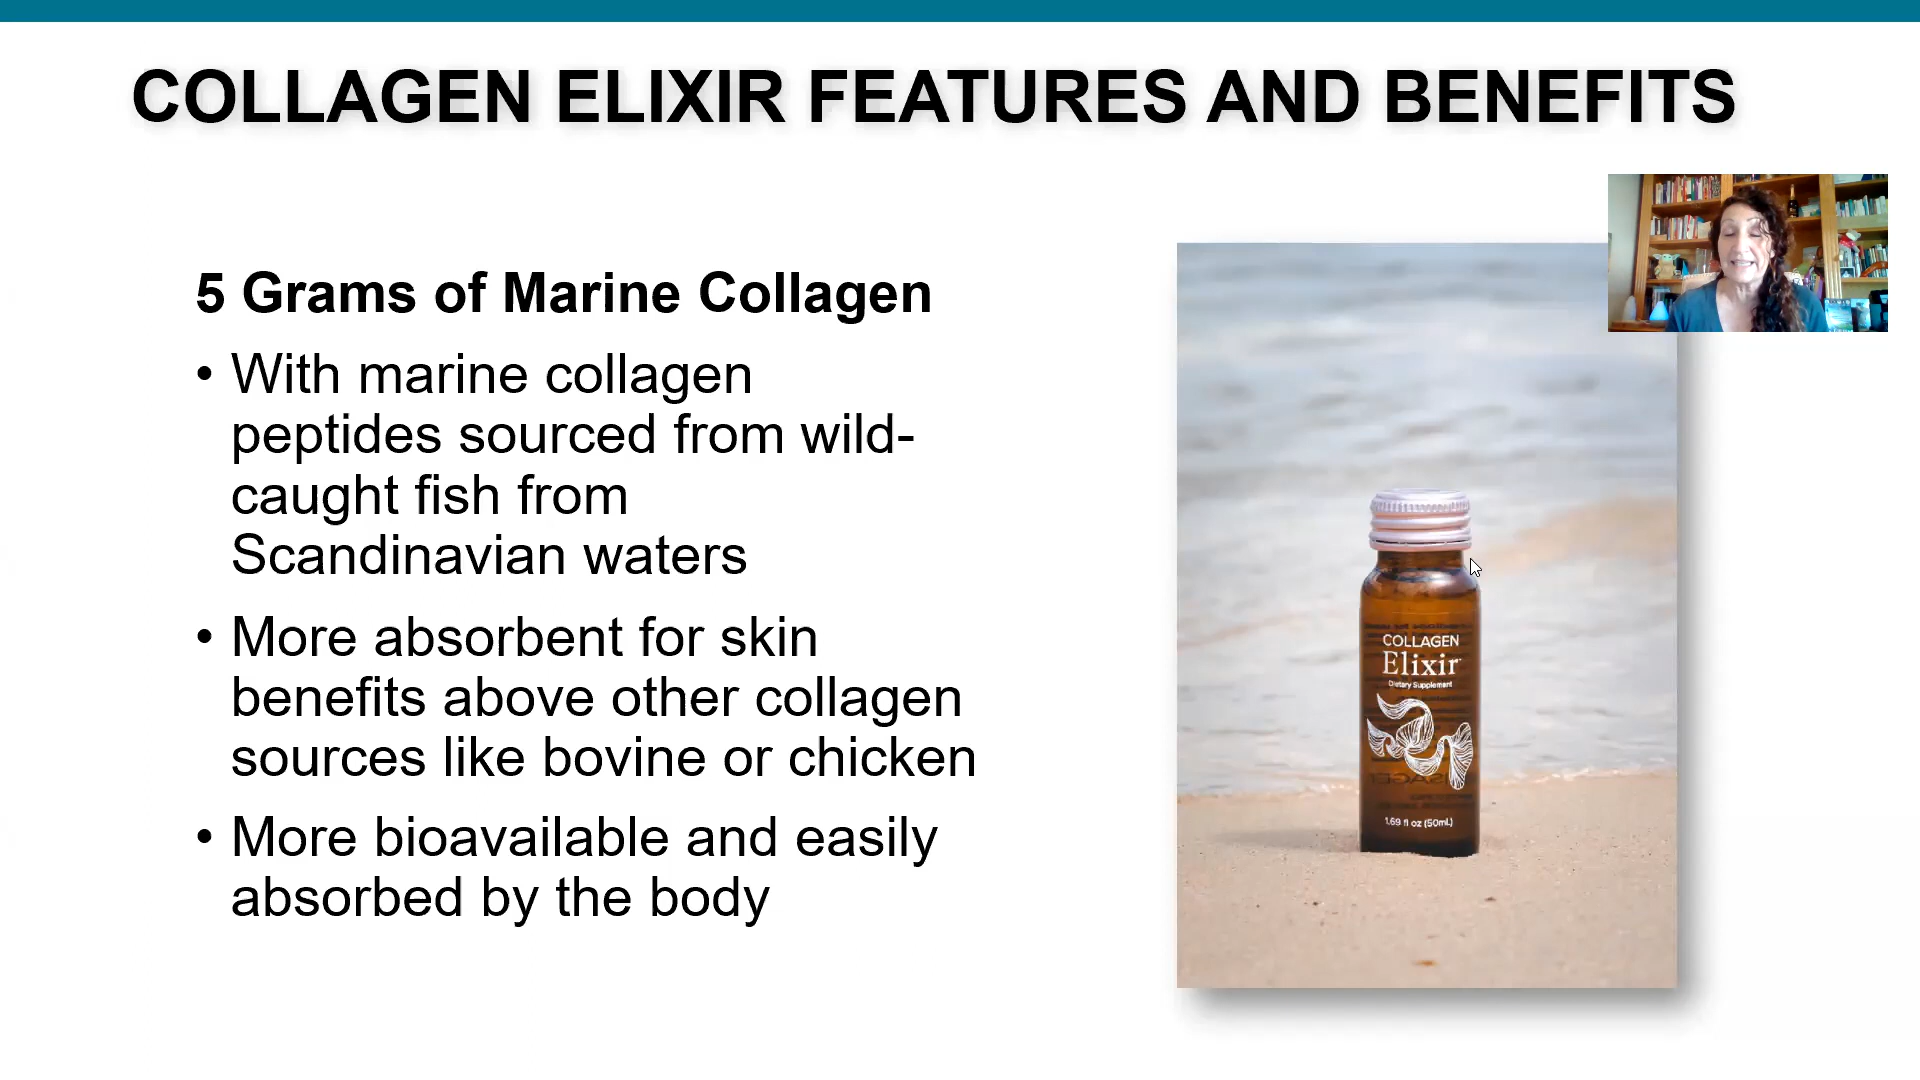 COLLAGEN ELIXIR FEATURES AND BENEFITS
5 Grams of Marine Collagen
• With marine collagen
peptides sourced from wild-
caught fish from
Scandinavian waters
• More absorbent for skin
benefits above other collagen
sources like bovine or chicken
• More bioavailable and easily
absorbed by the body
COLLAGEN
Elixir
Dietary Supplement
1.69 fl oz (50mL)